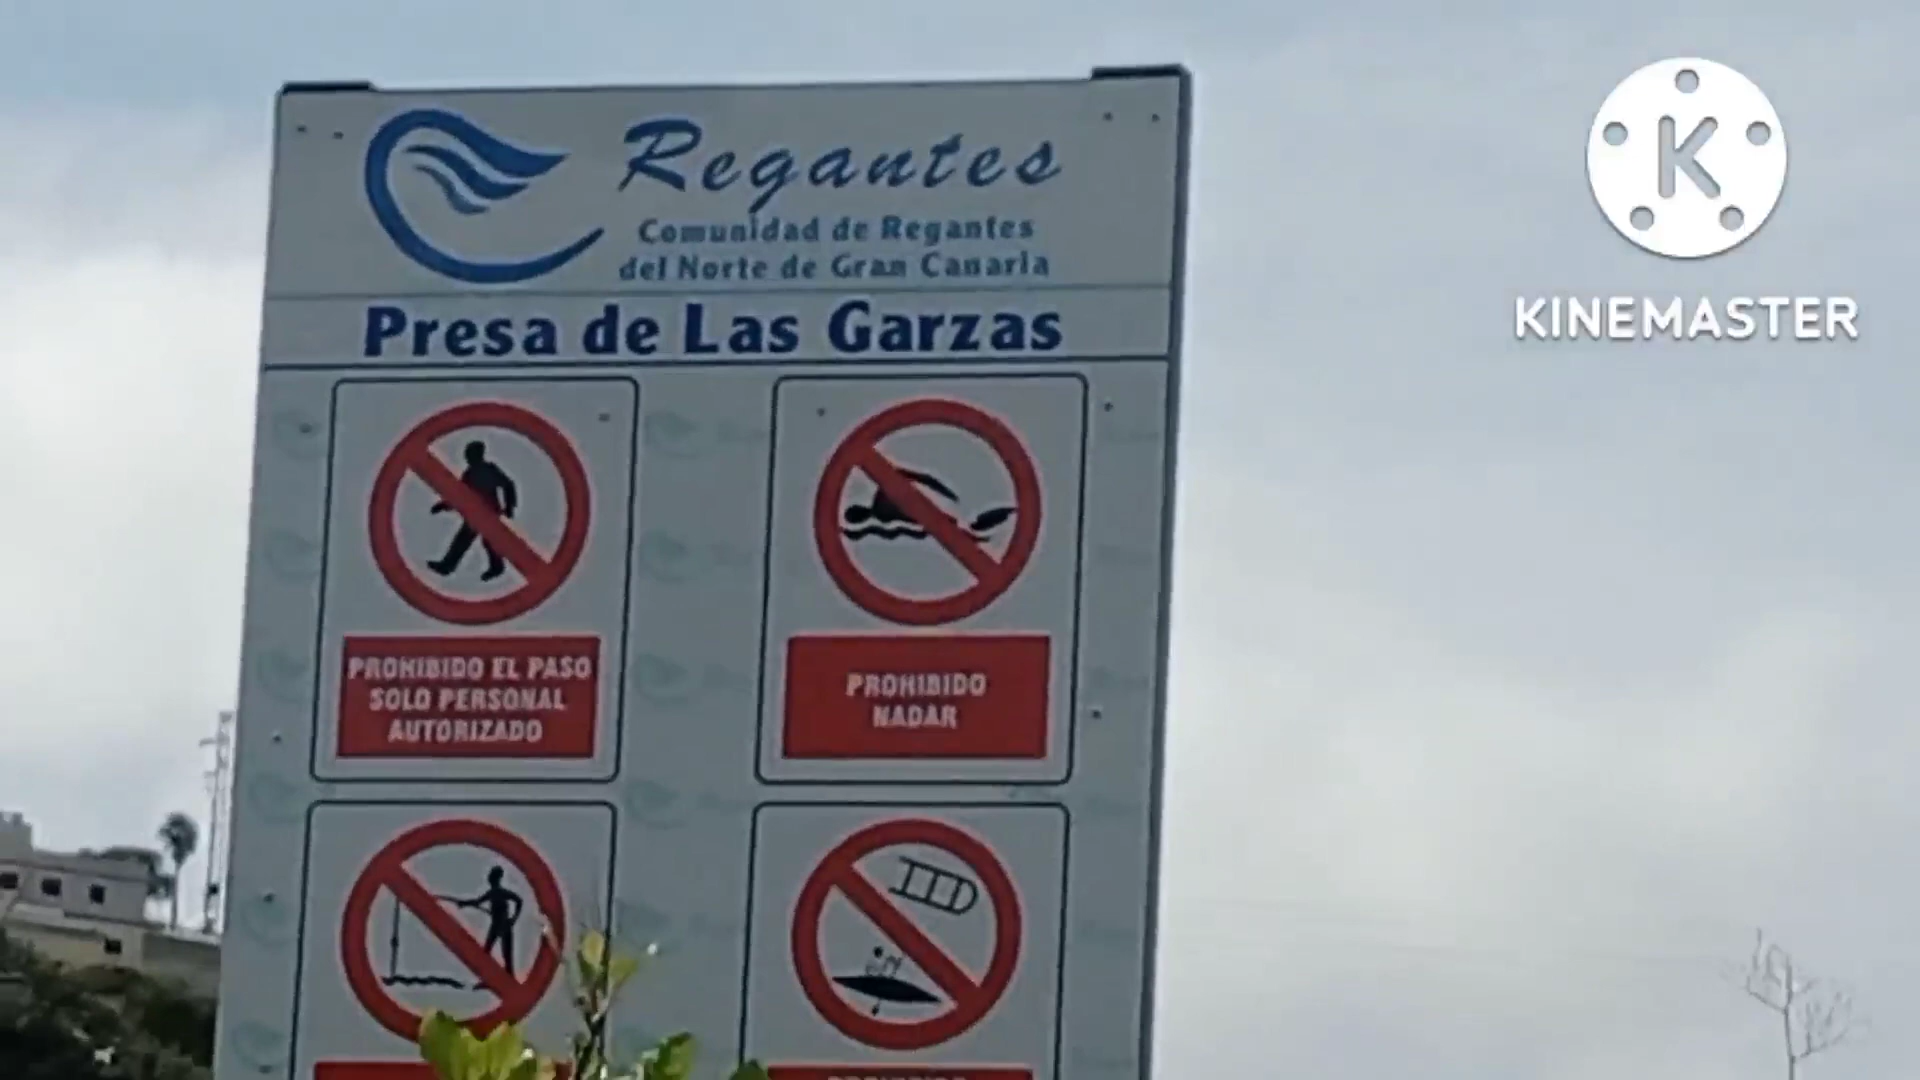 Regantes
Comunidad de Regantes
del Norte de Gran Canaria
Presa de Las Garzas
PROHIBIDO EL PASO
SOLO PERSONAL
AUTORIZADO
PROHIBIDO
NADAR
K
KINEMASTER